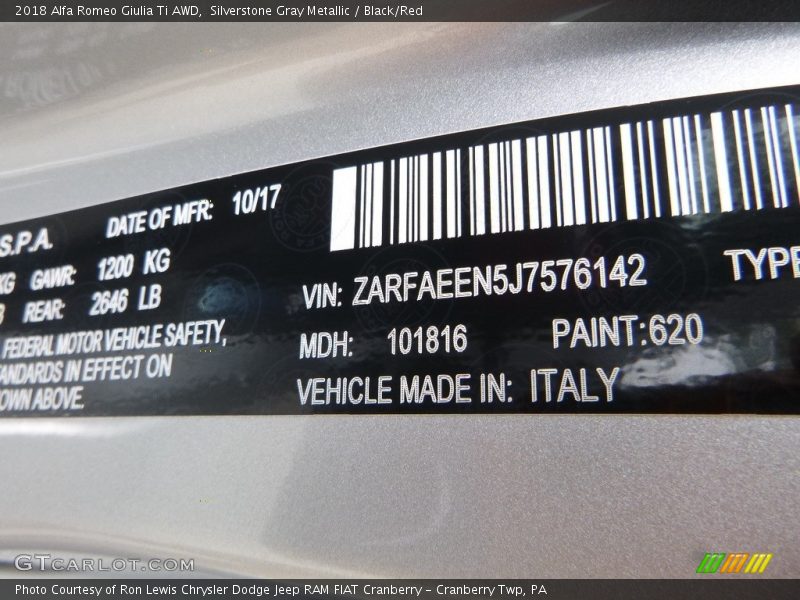 2018 Alfa Romeo Giulia Ti AWD, Silverstone Gray Metallic / Black/Red
S.P.A. DATE OF MFR: 10/17
KG GAWR: 1200 KG
REAR: 2646 LB
FEDERAL MOTOR VEHICLE SAFETY,
IN EFFECT ON
ABOVE.
VIN: ZARFAEEN5J7576142 TYPE
MDH: 101816 PAINT:620
VEHICLE MADE IN: ITALY
GTCARLOT.COM
Photo Courtesy of Ron Lewis Chrysler Dodge Jeep RAM FIAT Cranberry - Cranberry Twp, PA